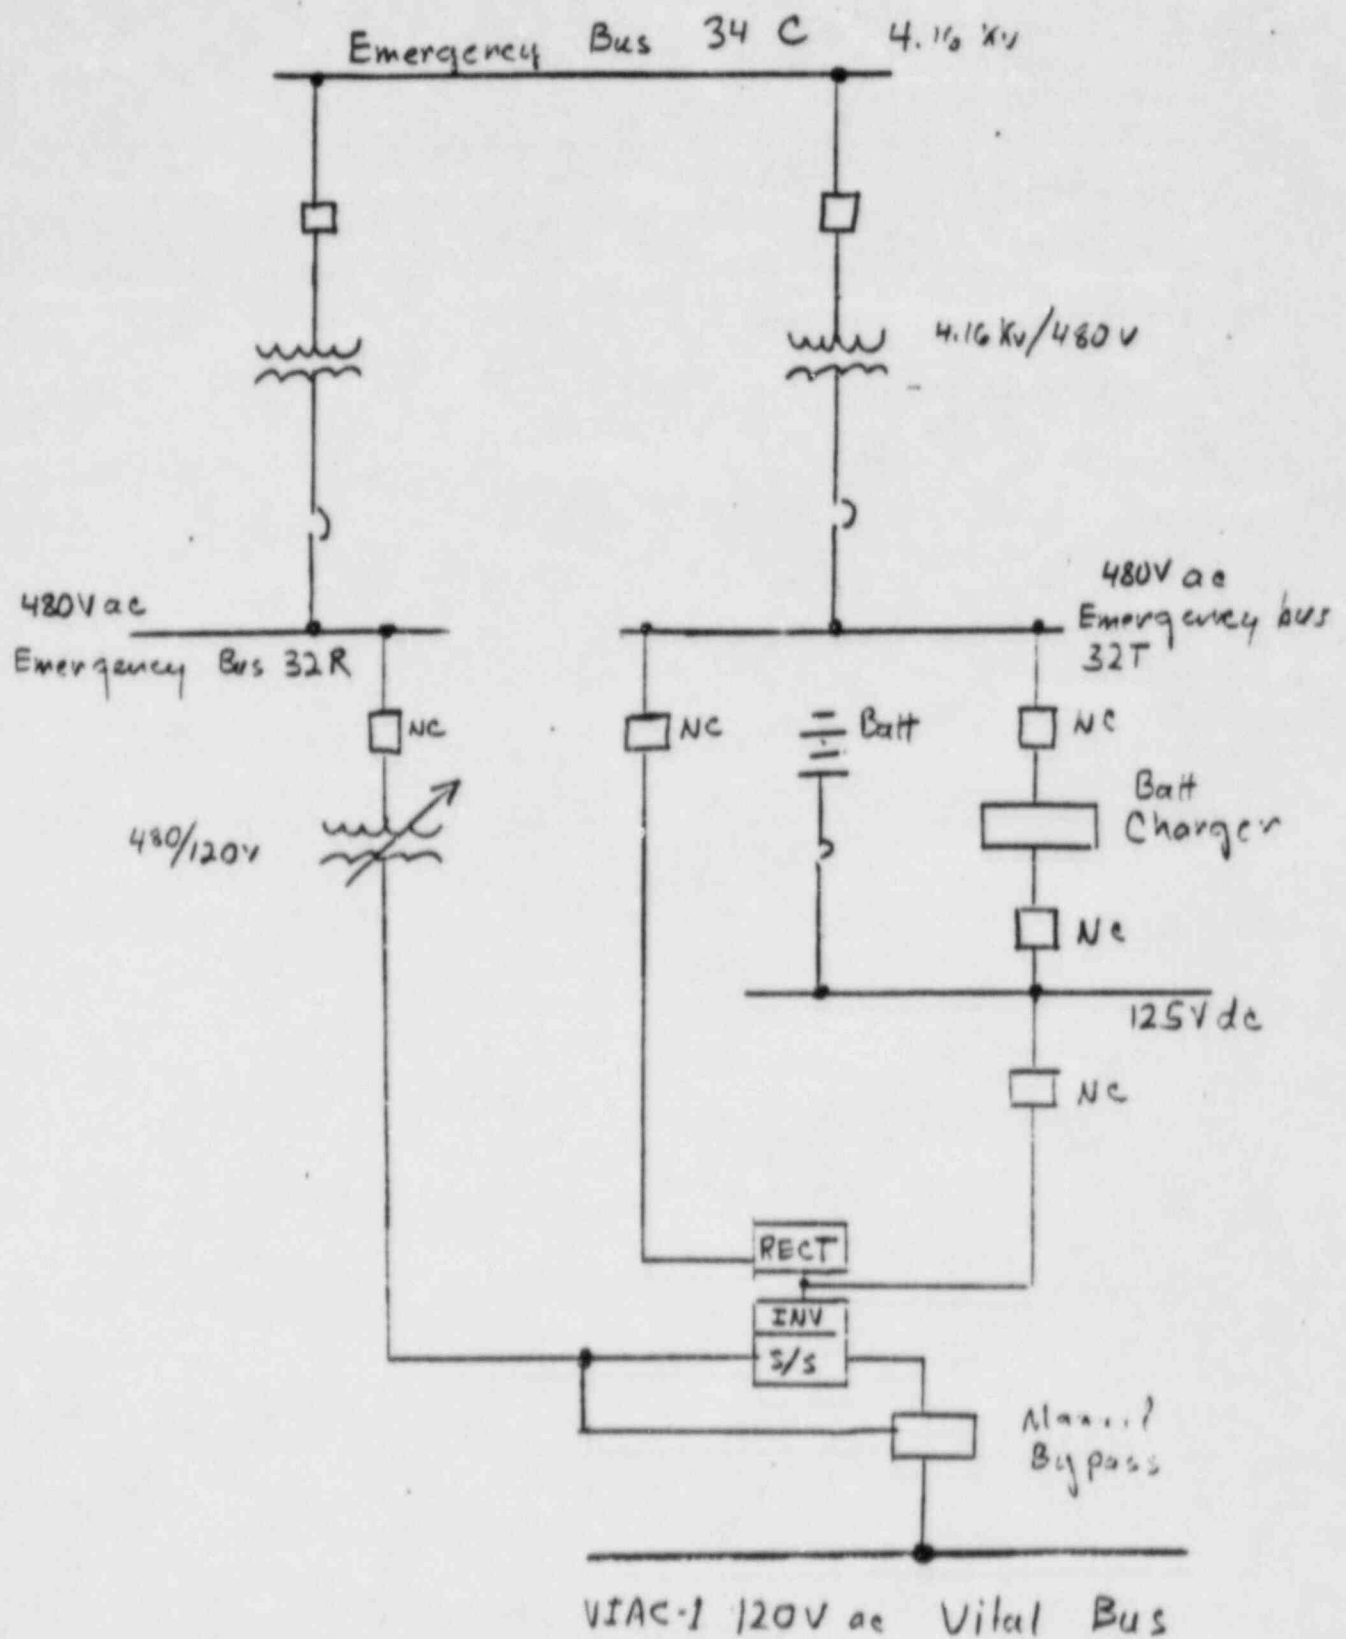 Emergency Bus 34 C 4.16 Kv
4.16 Kv/480 v
480V ac
Emergency Bus 32R
480V ac
Emergency bus
32T
NC
NC
Batt
NC
480/120v
Batt
Charger
NC
125V dc
NC
RECT
INV
S/S
Bypass
VIAC-1 120V ac Vital Bus